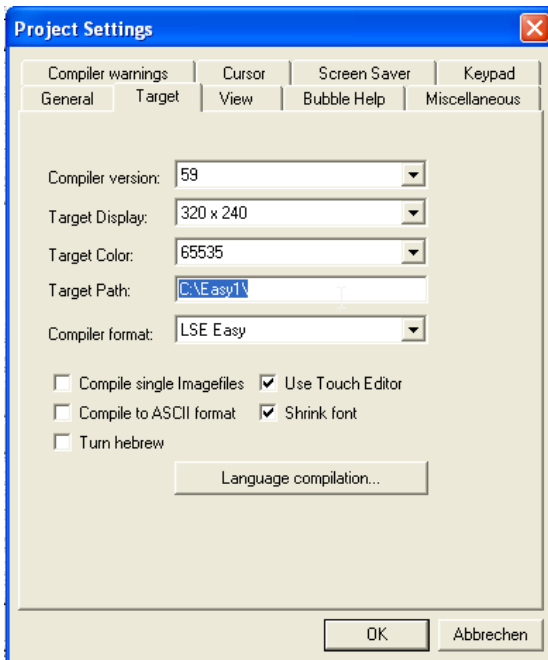 Project Settings
Compiler warnings Cursor Screen Saver Keypad
General Target View Bubble Help Miscellaneous
Compiler version: 59
Target Display: 320 x 240
Target Color: 65535
Target Path: C:\Easy1\
Compiler format: LSE Easy
Compile single Imagefiles Use Touch Editor
Compile to ASCII format Shrink font
Turn hebrew
Language compilation...
OK Abbrechen